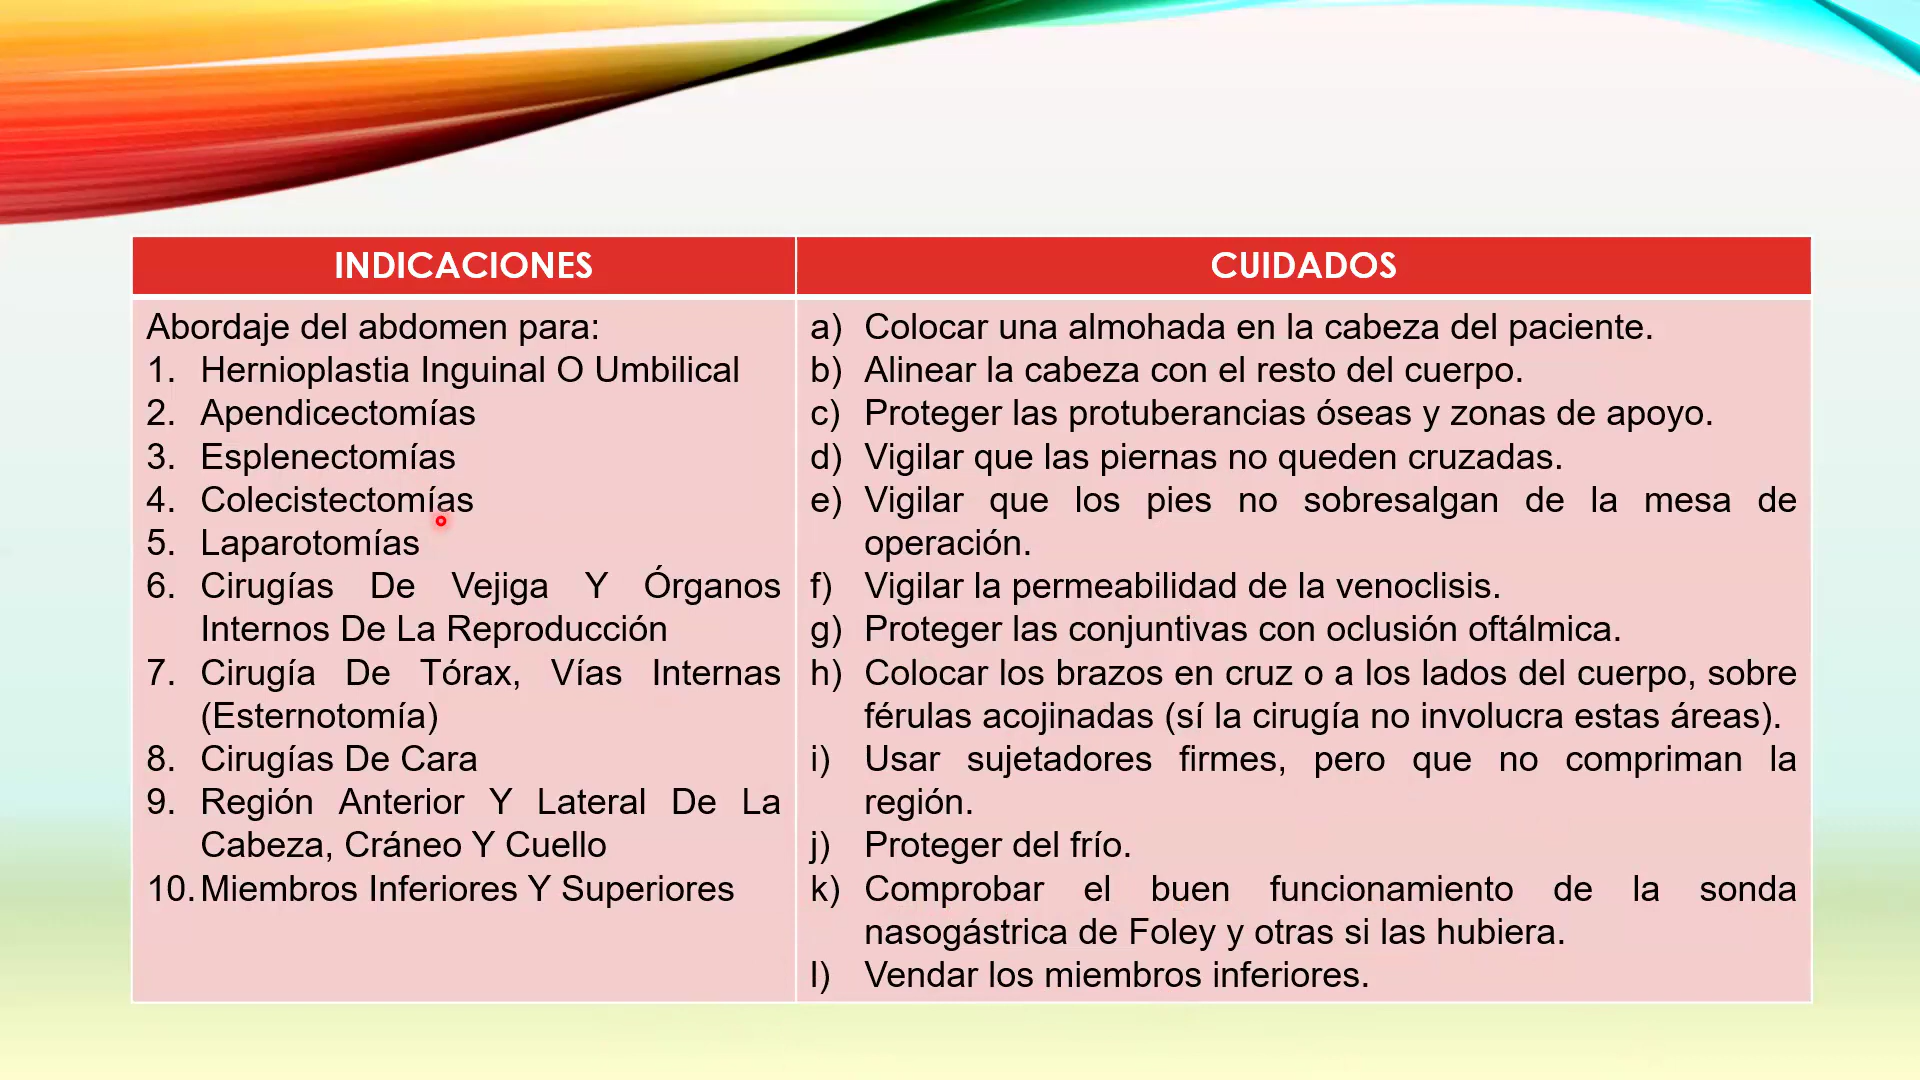 INDICACIONES
CUIDADOS
Abordaje del abdomen para:
1. Hernioplastia Inguinal O Umbilical
2. Apendicectomías
3. Esplenectomías
4. Colecistectomías
5. Laparotomías
6. Cirugías De Vejiga Y Órganos
Internos De La Reproducción
7. Cirugía De Tórax, Vías Internas
(Esternotomía)
8. Cirugías De Cara
9. Región Anterior Y Lateral De La
Cabeza, Cráneo Y Cuello
10. Miembros Inferiores Y Superiores
a) Colocar una almohada en la cabeza del paciente.
b) Alinear la cabeza con el resto del cuerpo.
c) Proteger las protuberancias óseas y zonas de apoyo.
d) Vigilar que las piernas no queden cruzadas.
e) Vigilar que los pies no sobresalgan de la mesa de
operación.
f) Vigilar la permeabilidad de la venoclisis.
g) Proteger las conjuntivas con oclusión oftálmica.
h) Colocar los brazos en cruz o a los lados del cuerpo, sobre
férulas acojinadas (sí la cirugía no involucra estas áreas).
i) Usar sujetadores firmes, pero que no compriman la
región.
j) Proteger del frío.
k) Comprobar el buen funcionamiento de la sonda
nasogástrica de Foley y otras si las hubiera.
l) Vendar los miembros inferiores.